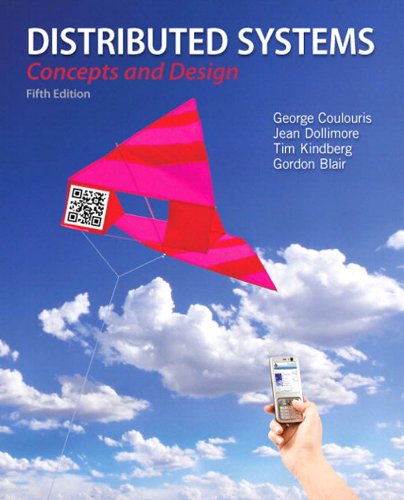 DISTRIBUTED SYSTEMS
Concepts and Design
Fifth Edition
George Coulouris
Jean Dollimore
Tim Kindberg
Gordon Blair